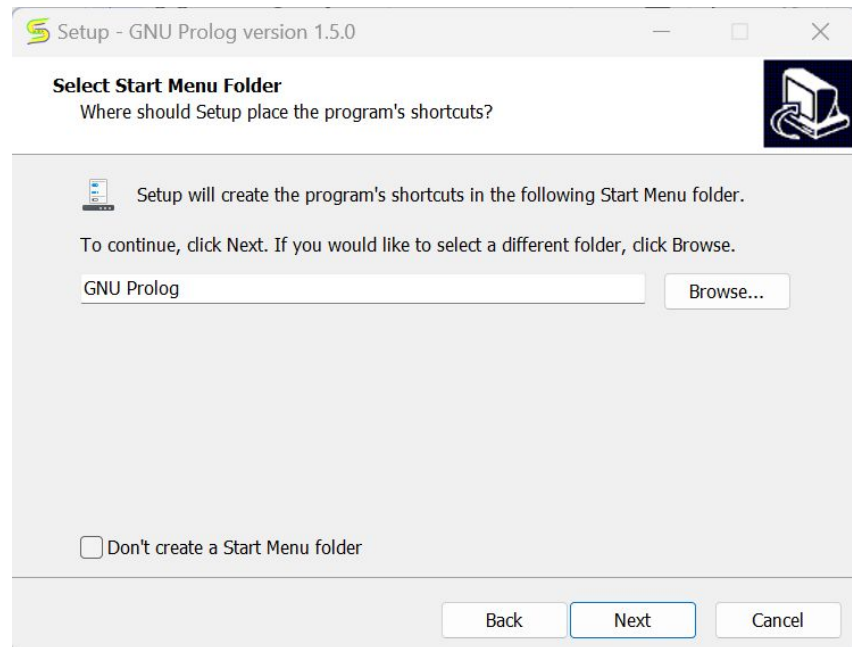 Setup - GNU Prolog version 1.5.0
Select Start Menu Folder
Where should Setup place the program's shortcuts?
Setup will create the program's shortcuts in the following Start Menu folder.
To continue, click Next. If you would like to select a different folder, click Browse.
GNU Prolog
Browse...
Don't create a Start Menu folder
Back
Next
Cancel